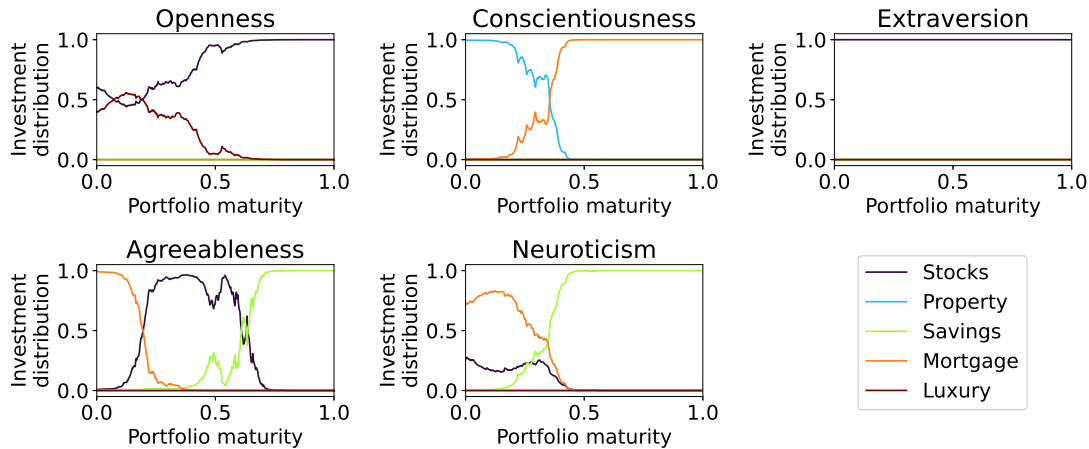 Openness
Investment
distribution
1.0
0.5
0.0
0.0 0.5 1.0
Portfolio maturity
Conscientiousness
Investment
distribution
1.0
0.5
0.0
0.0 0.5 1.0
Portfolio maturity
Extraversion
Investment
distribution
1.0
0.5
0.0
0.0 0.5 1.0
Portfolio maturity
Agreeableness
Investment
distribution
1.0
0.5
0.0
0.0 0.5 1.0
Portfolio maturity
Neuroticism
Investment
distribution
1.0
0.5
0.0
0.0 0.5 1.0
Portfolio maturity
Stocks
Property
Savings
Mortgage
Luxury